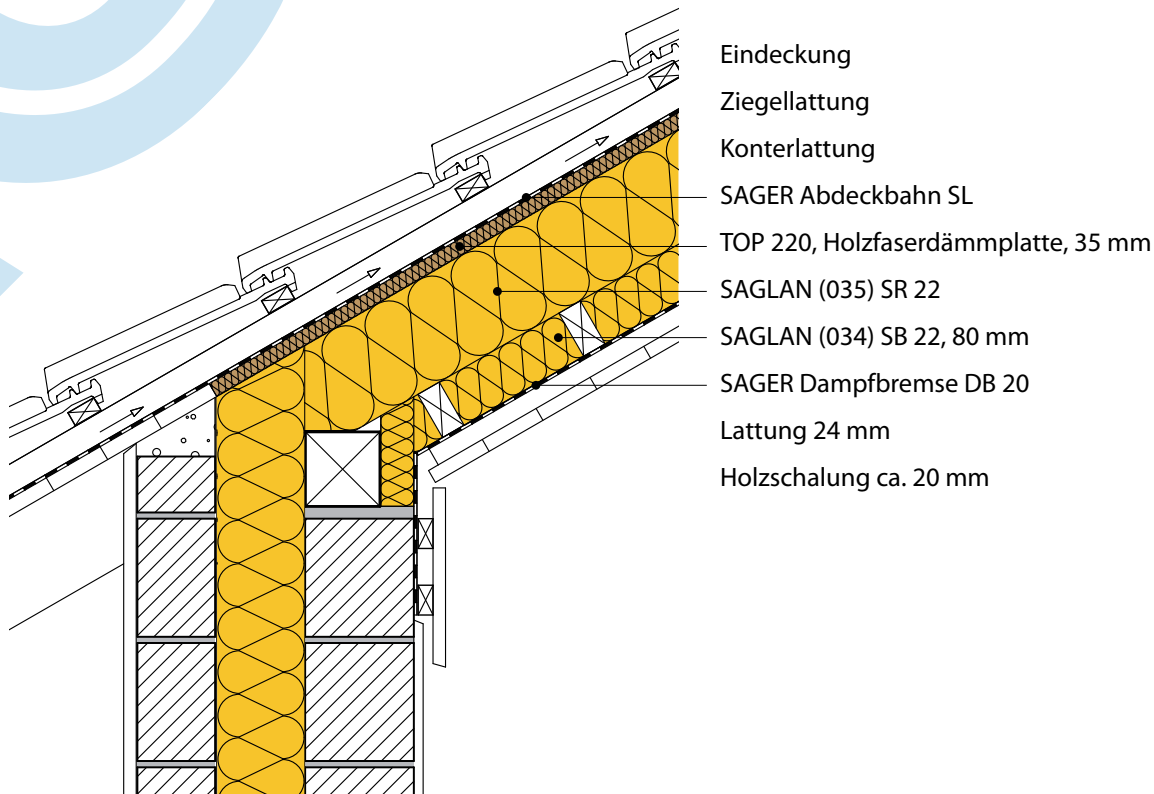 Eindeckung
Ziegellattung
Konterlattung
SAGER Abdeckbahn SL
TOP 220, Holzfaserdämmplatte, 35 mm
SAGLAN (035) SR 22
SAGLAN (034) SB 22, 80 mm
SAGER Dampfbremse DB 20
Lattung 24 mm
Holzschalung ca. 20 mm